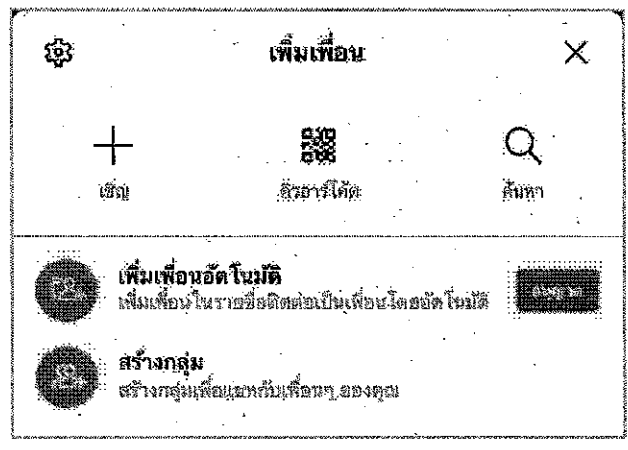 เพิ่มเพื่อน
เชิญ
คิวอาร์โค้ด
ค้นหา
เพิ่มเพื่อนอัตโนมัติ
เพิ่มเพื่อนในรายชื่อติดต่อเป็นเพื่อนโดยอัตโนมัติ
สร้างกลุ่ม
สร้างกลุ่มเพื่อแชทกับเพื่อนๆ ของคุณ